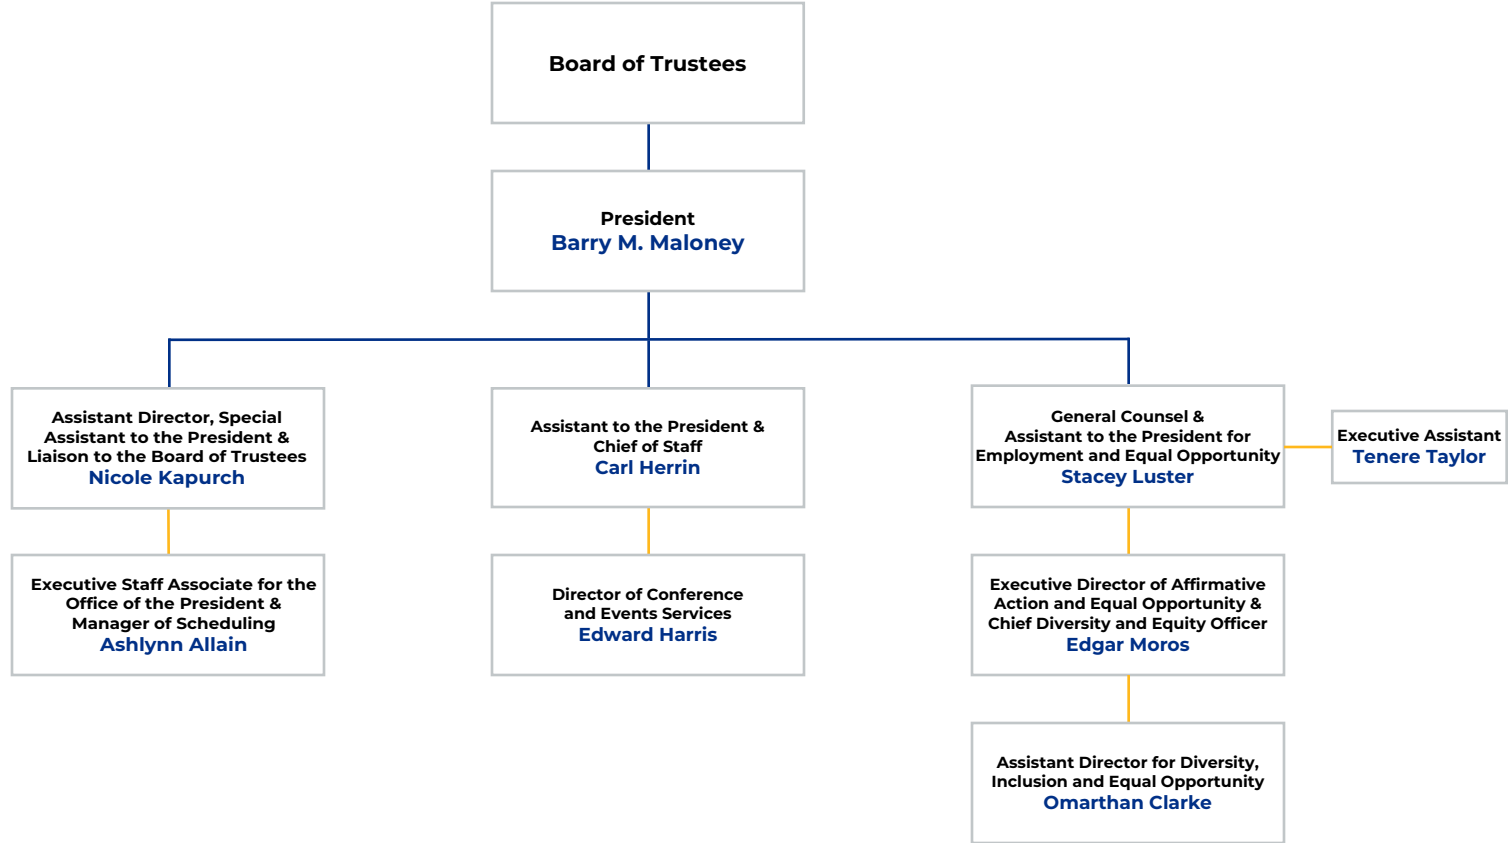 Board of Trustees
President
Barry M. Maloney
Assistant Director, Special
Assistant to the President &
Liaison to the Board of Trustees
Nicole Kapurch
Assistant to the President &
Chief of Staff
Carl Herrin
General Counsel &
Assistant to the President for
Employment and Equal Opportunity
Stacey Luster
Executive Assistant
Tenere Taylor
Executive Staff Associate for the
Office of the President &
Manager of Scheduling
Ashlynn Allain
Director of Conference
and Events Services
Edward Harris
Executive Director of Affirmative
Action and Equal Opportunity &
Chief Diversity and Equity Officer
Edgar Moros
Assistant Director for Diversity,
Inclusion and Equal Opportunity
Omarthan Clarke